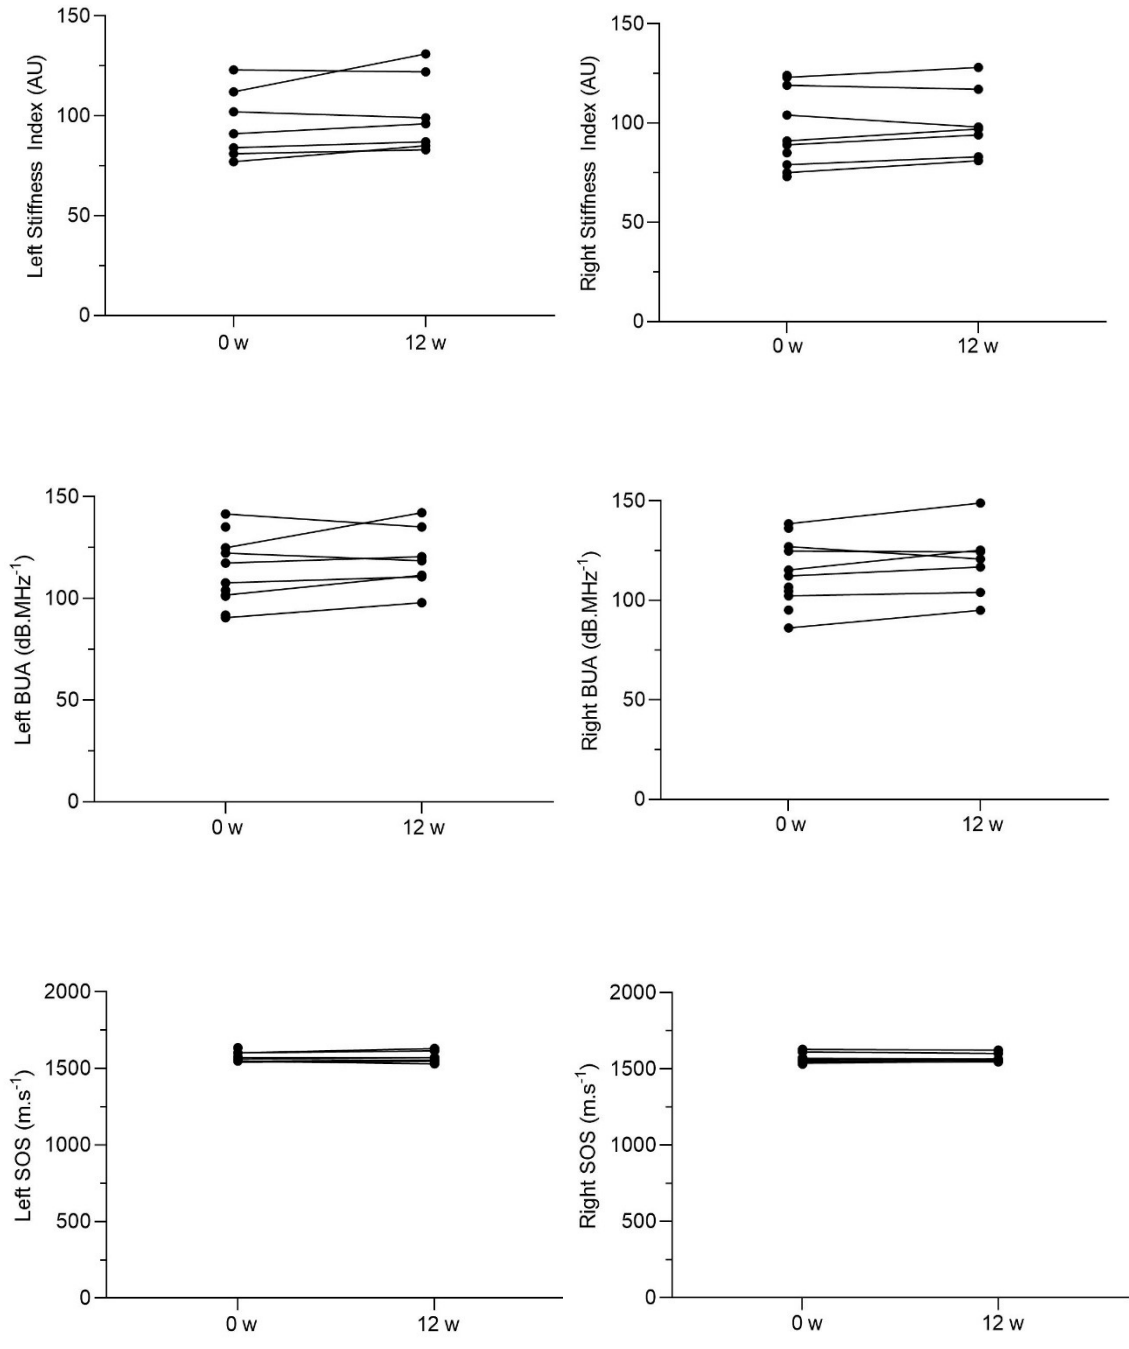 150
100
50
0
Left Stiffness Index (AU)
0 w
12 w
150
100
50
0
Right Stiffness Index (AU)
0 w
12 w
150
100
50
0
Left BUA (dB.MHz⁻¹)
0 w
12 w
150
100
50
0
Right BUA (dB.MHz⁻¹)
0 w
12 w
2000
1500
1000
500
0
Left SOS (m.s⁻¹)
0 w
12 w
2000
1500
1000
500
0
Right SOS (m.s⁻¹)
0 w
12 w